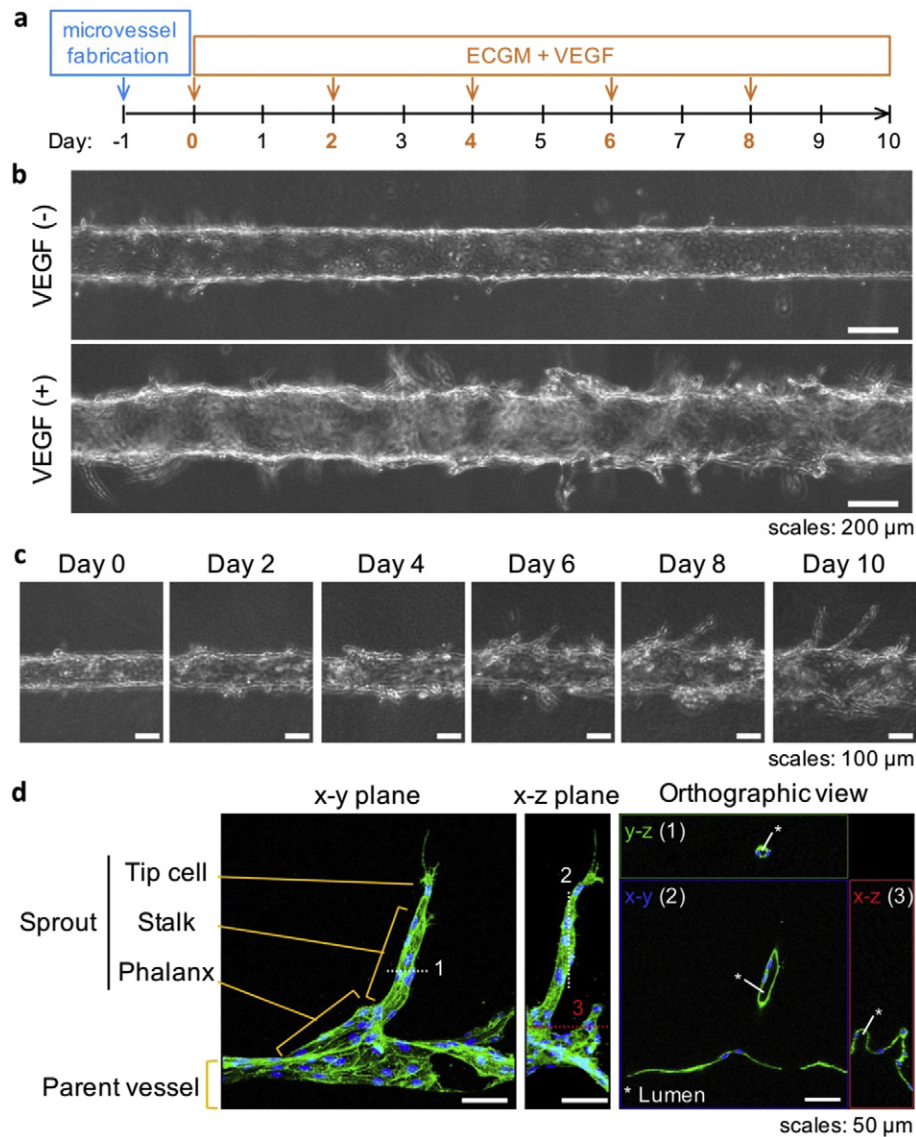 a
microvessel
fabrication
ECGM + VEGF
Day: -1 0 1 2 3 4 5 6 7 8 9 10
b
VEGF (-)
VEGF (+)
scales: 200 µm
c
Day 0 Day 2 Day 4 Day 6 Day 8 Day 10
scales: 100 µm
d
x-y plane x-z plane Orthographic view
Sprout
Tip cell
Stalk
Phalanx
Parent vessel
1
2
3
y-z (1)
*
x-y (2)
*
* Lumen
x-z (3)
*
scales: 50 µm